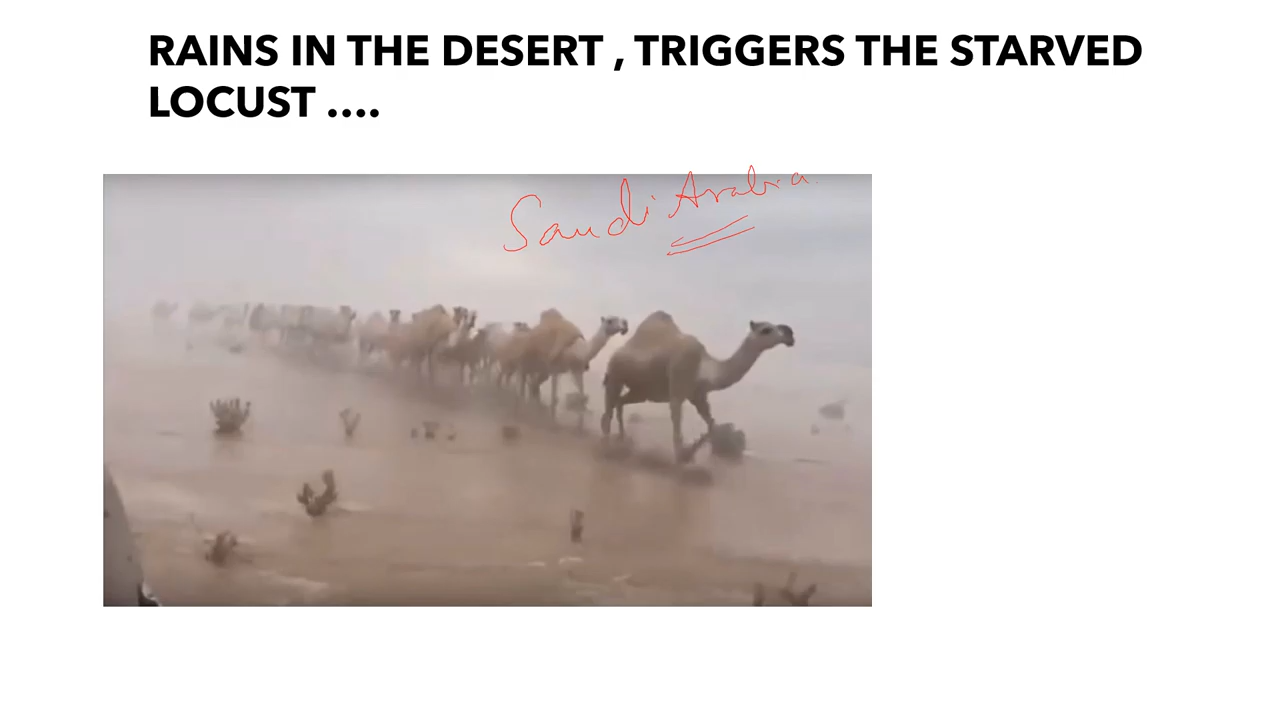 RAINS IN THE DESERT , TRIGGERS THE STARVED
LOCUST ....
Saudi Arabia